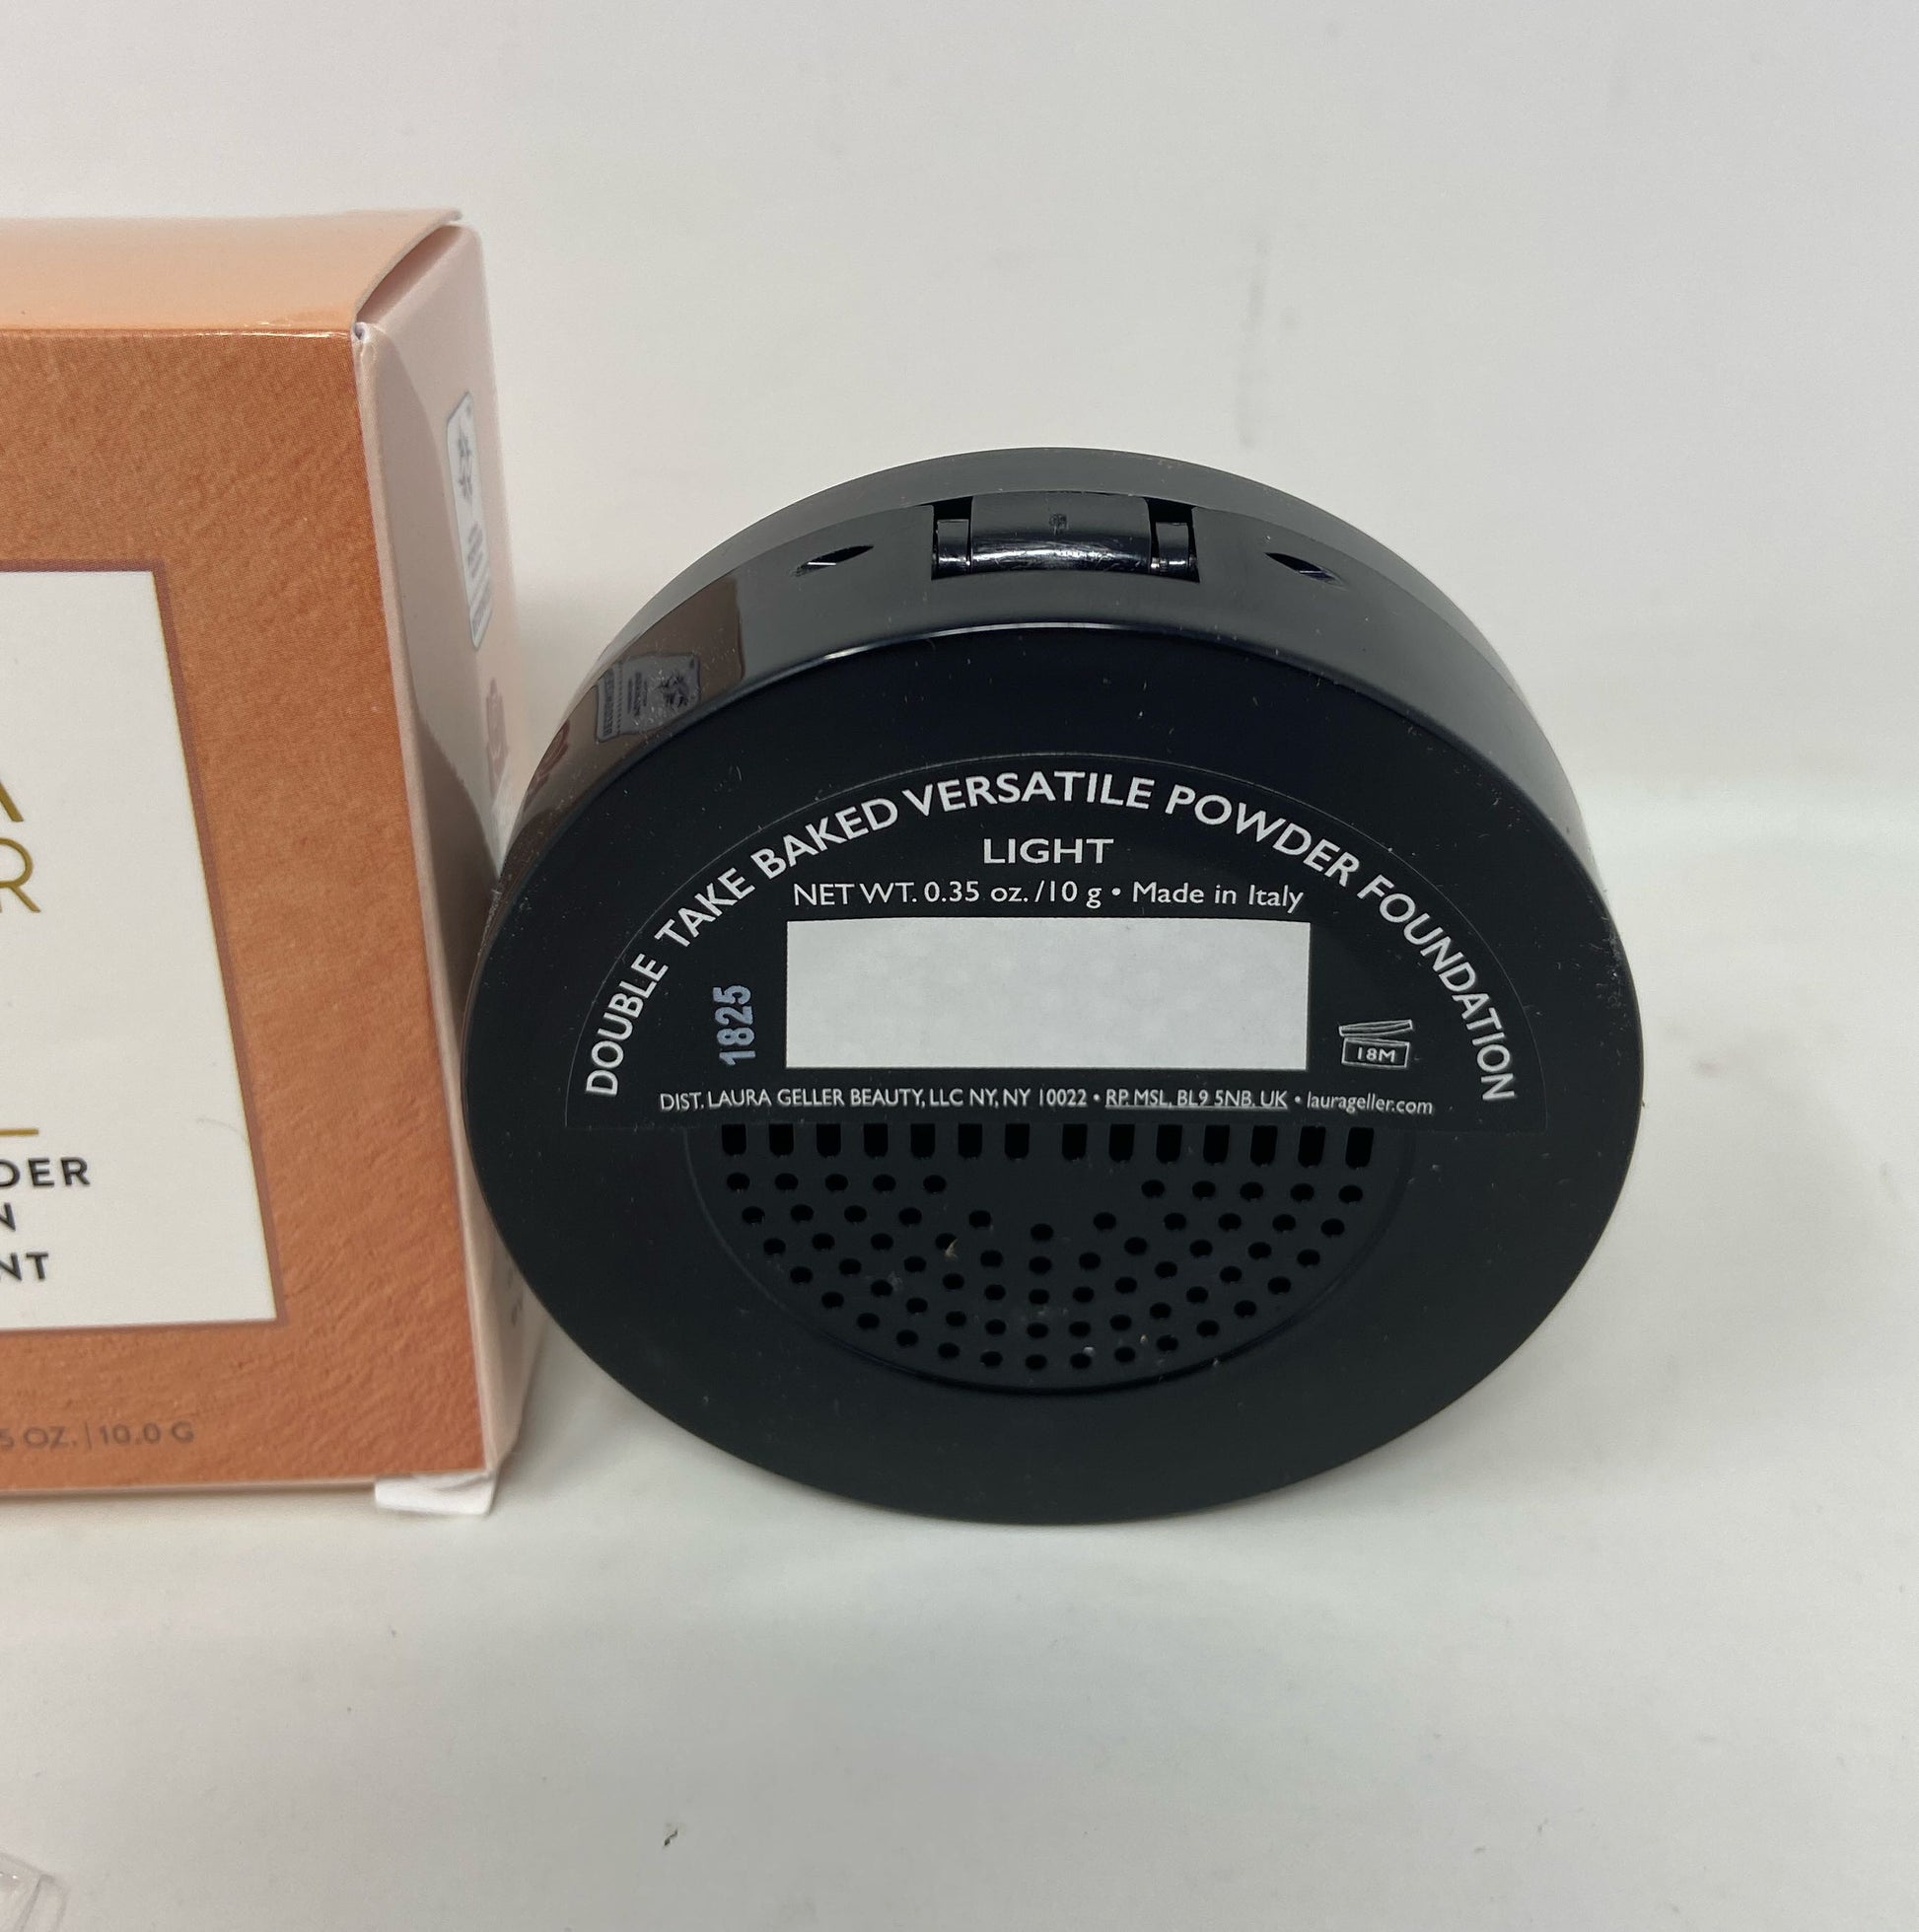 A
R
DER
N
NT
5 OZ. | 10.0 G
DOUBLE TAKE BAKED VERSATILE POWDER FOUNDATION
LIGHT
NET WT. 0.35 oz. /10 g • Made in Italy
1825
18M
DIST. LAURA GELLER BEAUTY, LLC NY, NY 10022 • RP. MSL, BL9 5NB. UK • laurageller.com